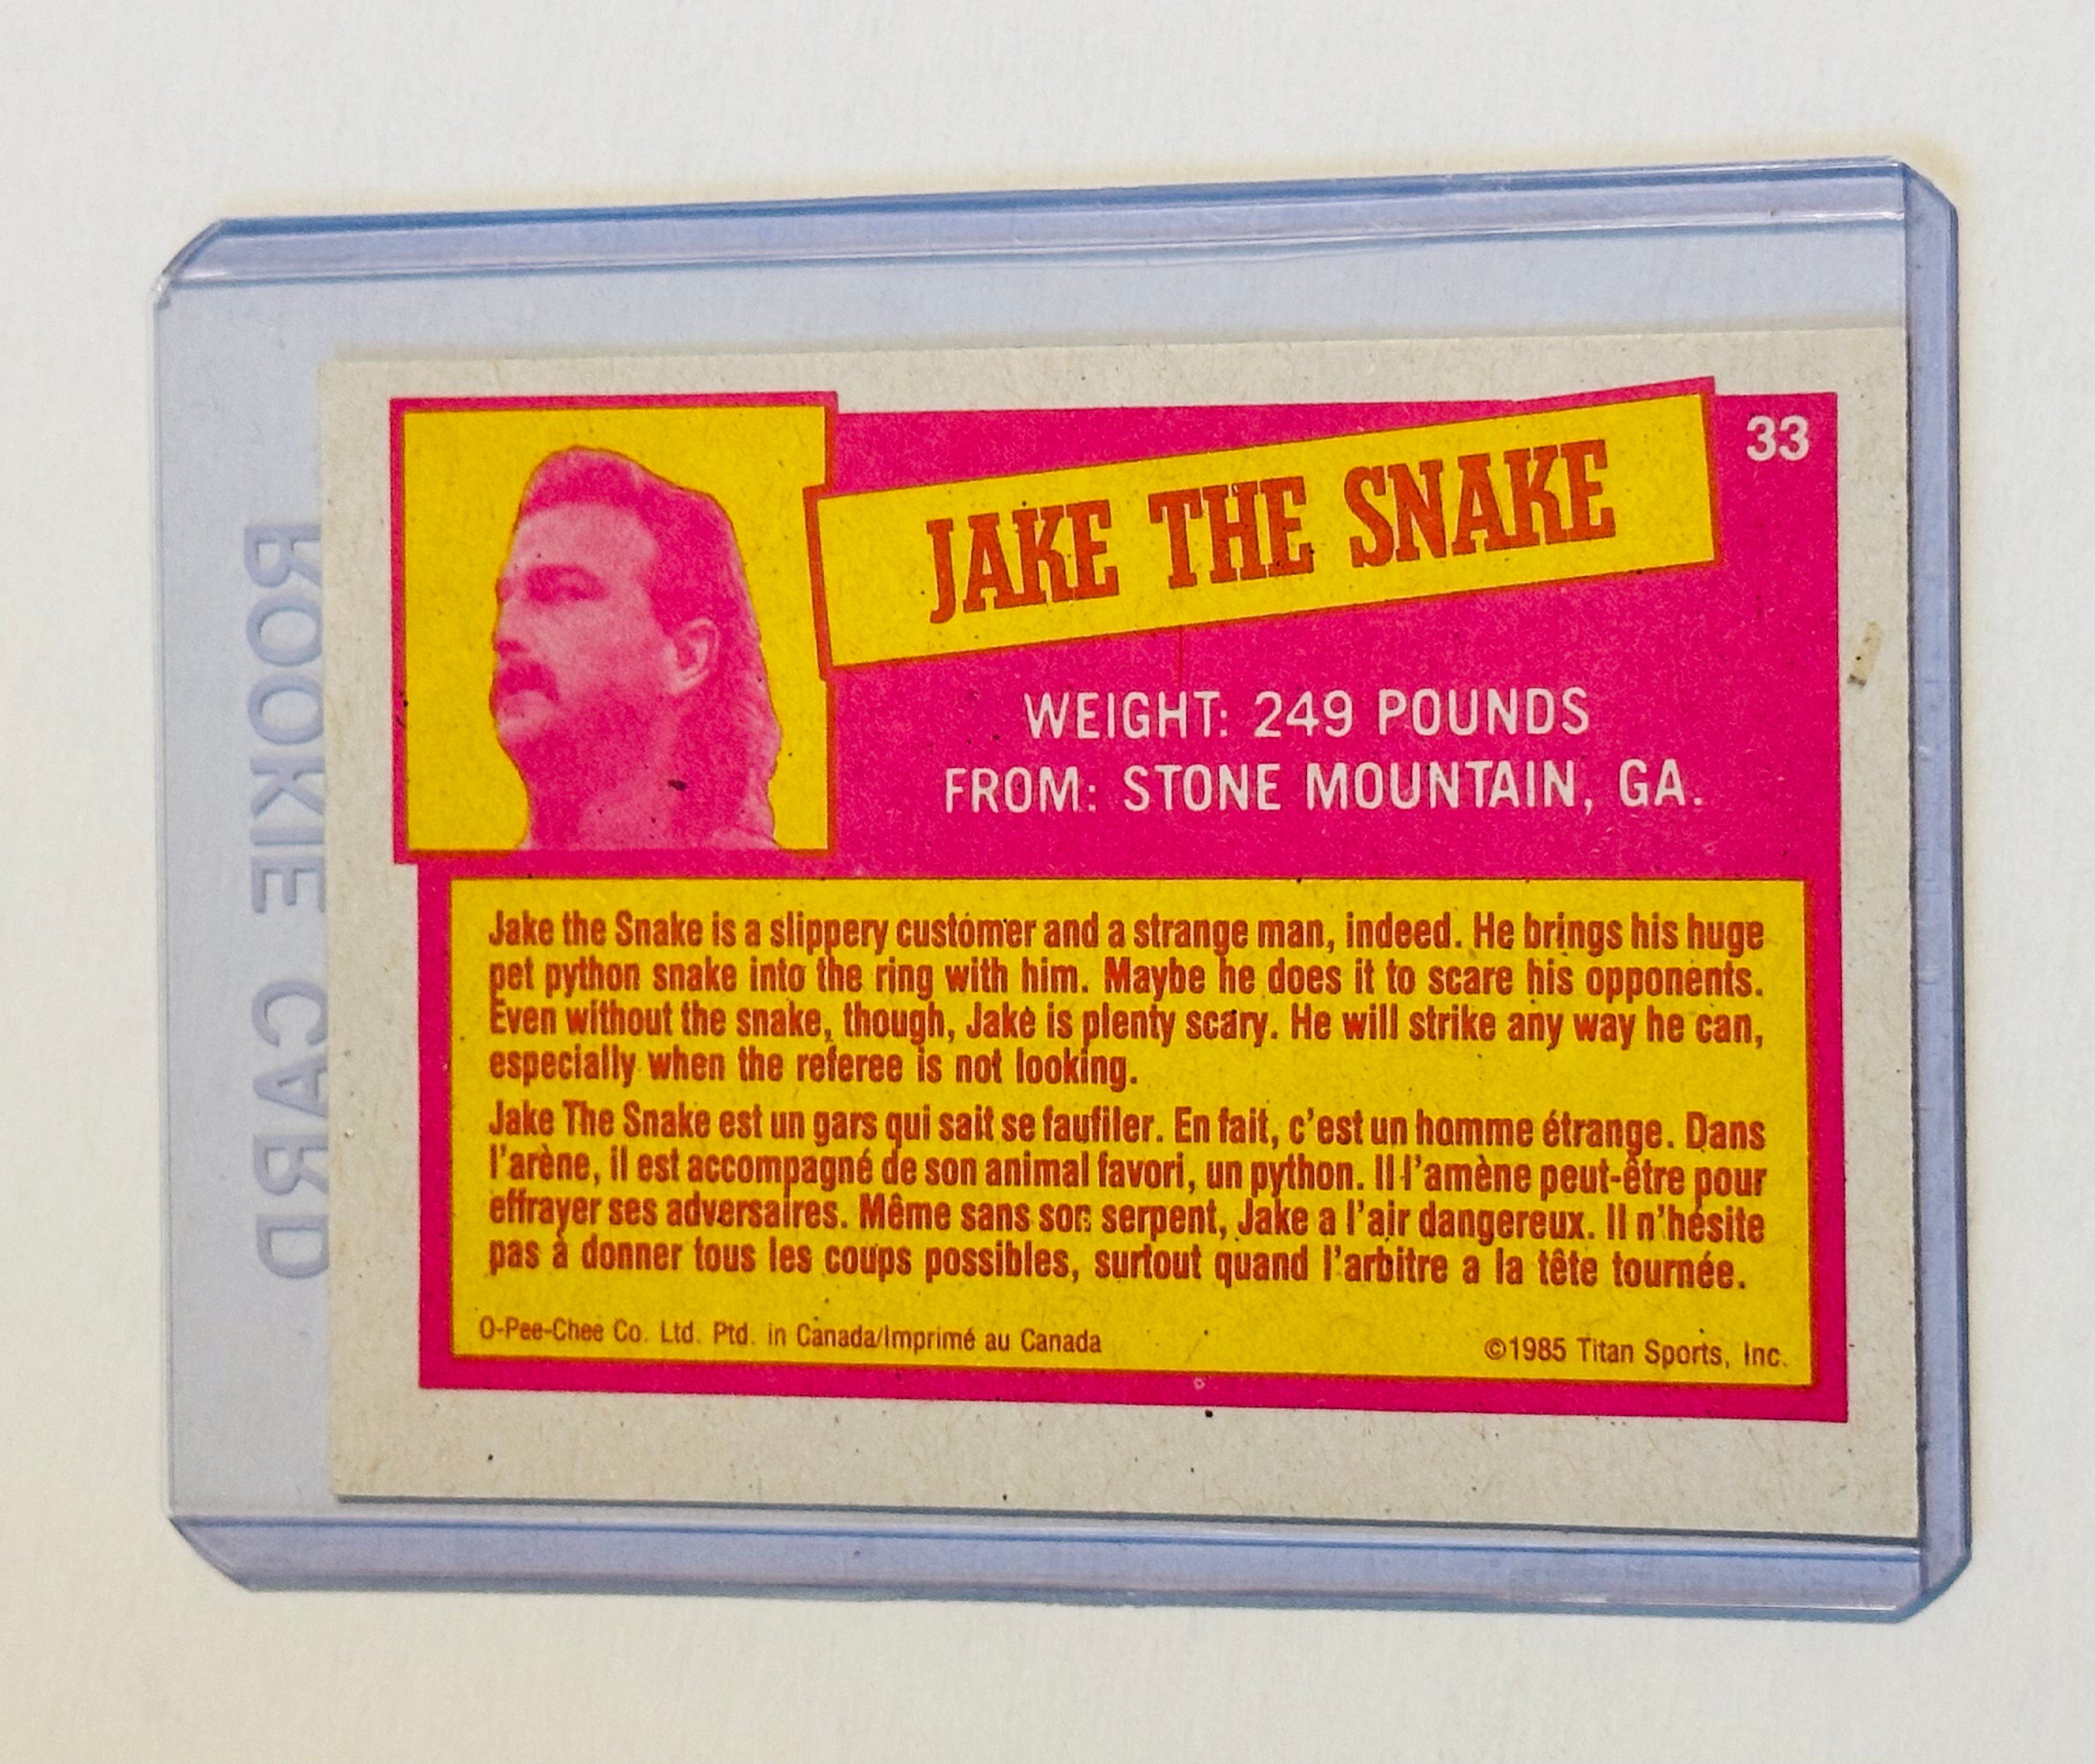 33
JAKE THE SNAKE
WEIGHT: 249 POUNDS
FROM: STONE MOUNTAIN, GA.
Jake the Snake is a slippery customer and a strange man, indeed. He brings his huge
pet python snake into the ring with him. Maybe he does it to scare his opponents.
Even without the snake, though, Jake is plenty scary. He will strike any way he can,
especially when the referee is not looking.
Jake The Snake est un gars qui sait se faufiler. En fait, c'est un homme étrange. Dans
l'arène, il est accompagné de son animal favori, un python. Il l'amène peut-être pour
effrayer ses adversaires. Même sans son serpent, Jake a l'air dangereux. Il n'hésite
pas à donner tous les coups possibles, surtout quand l'arbitre a la tête tournée.
O-Pee-Chee Co. Ltd. Ptd. in Canada/Imprimé au Canada
©1985 Titan Sports, Inc.
ROOKIE CARD